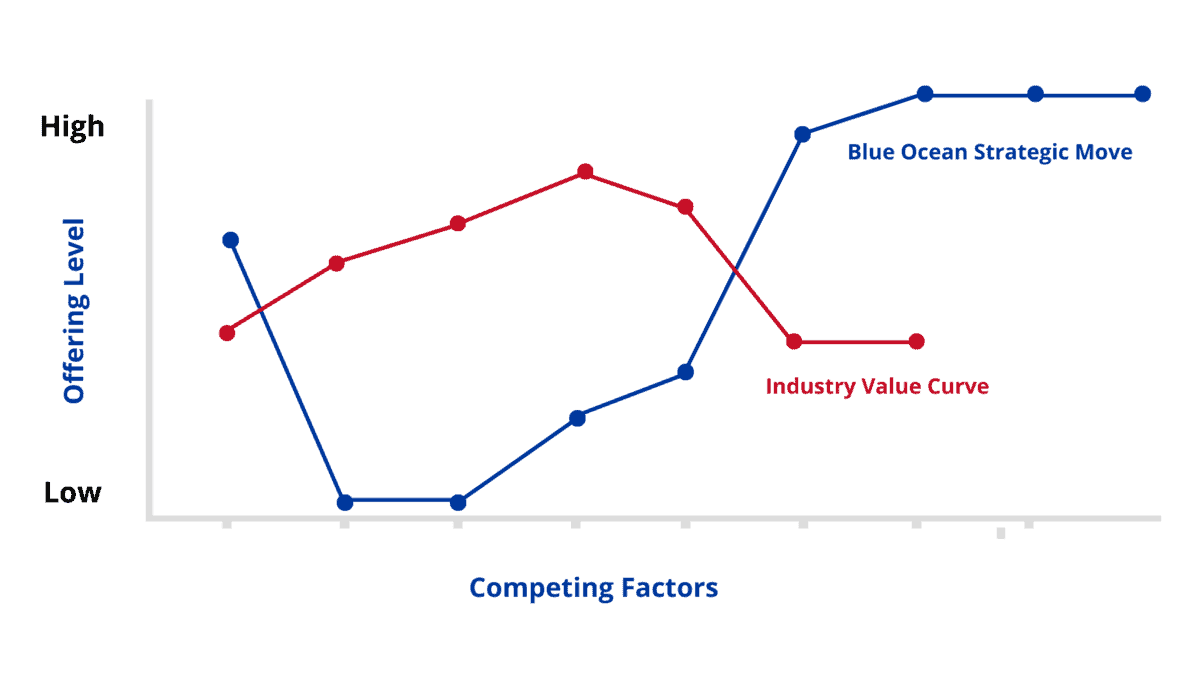 High
Blue Ocean Strategic Move
Offering Level
Industry Value Curve
Low
Competing Factors